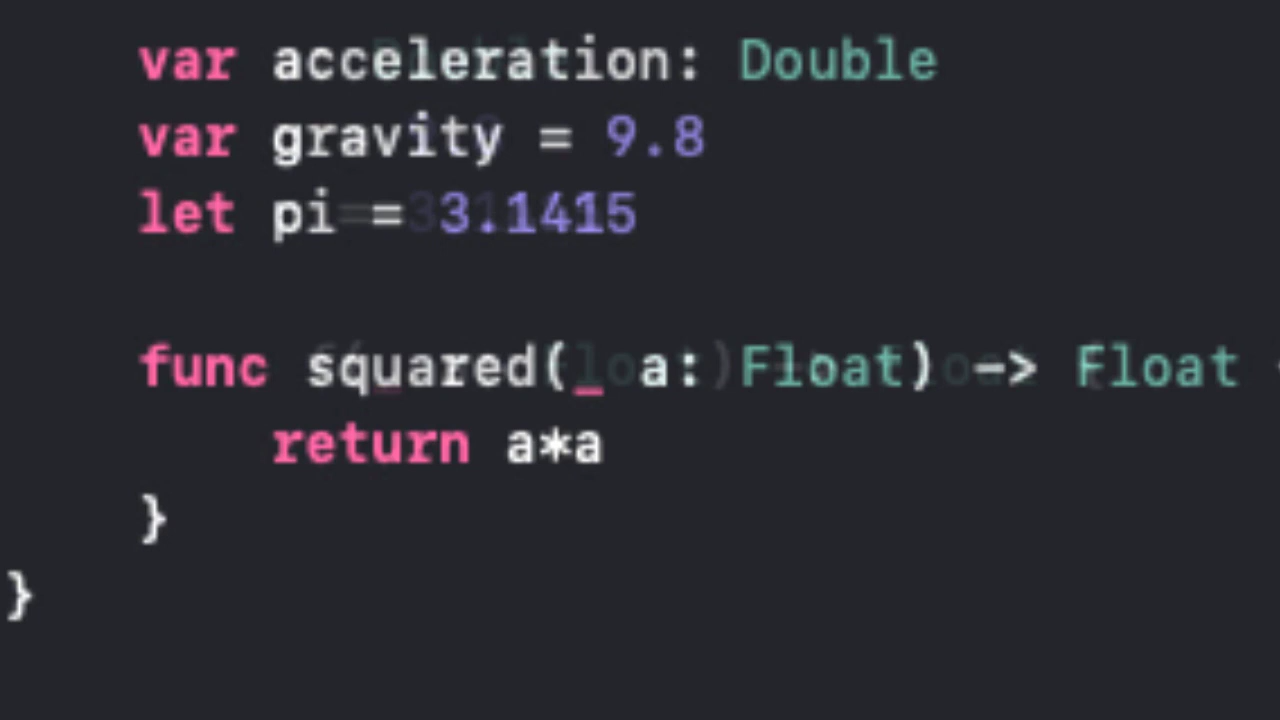 var acceleration: Double
var gravity = 9.8
let pi = 3.1415
func squared(_ a: Float) -> Float
return a*a
}
}